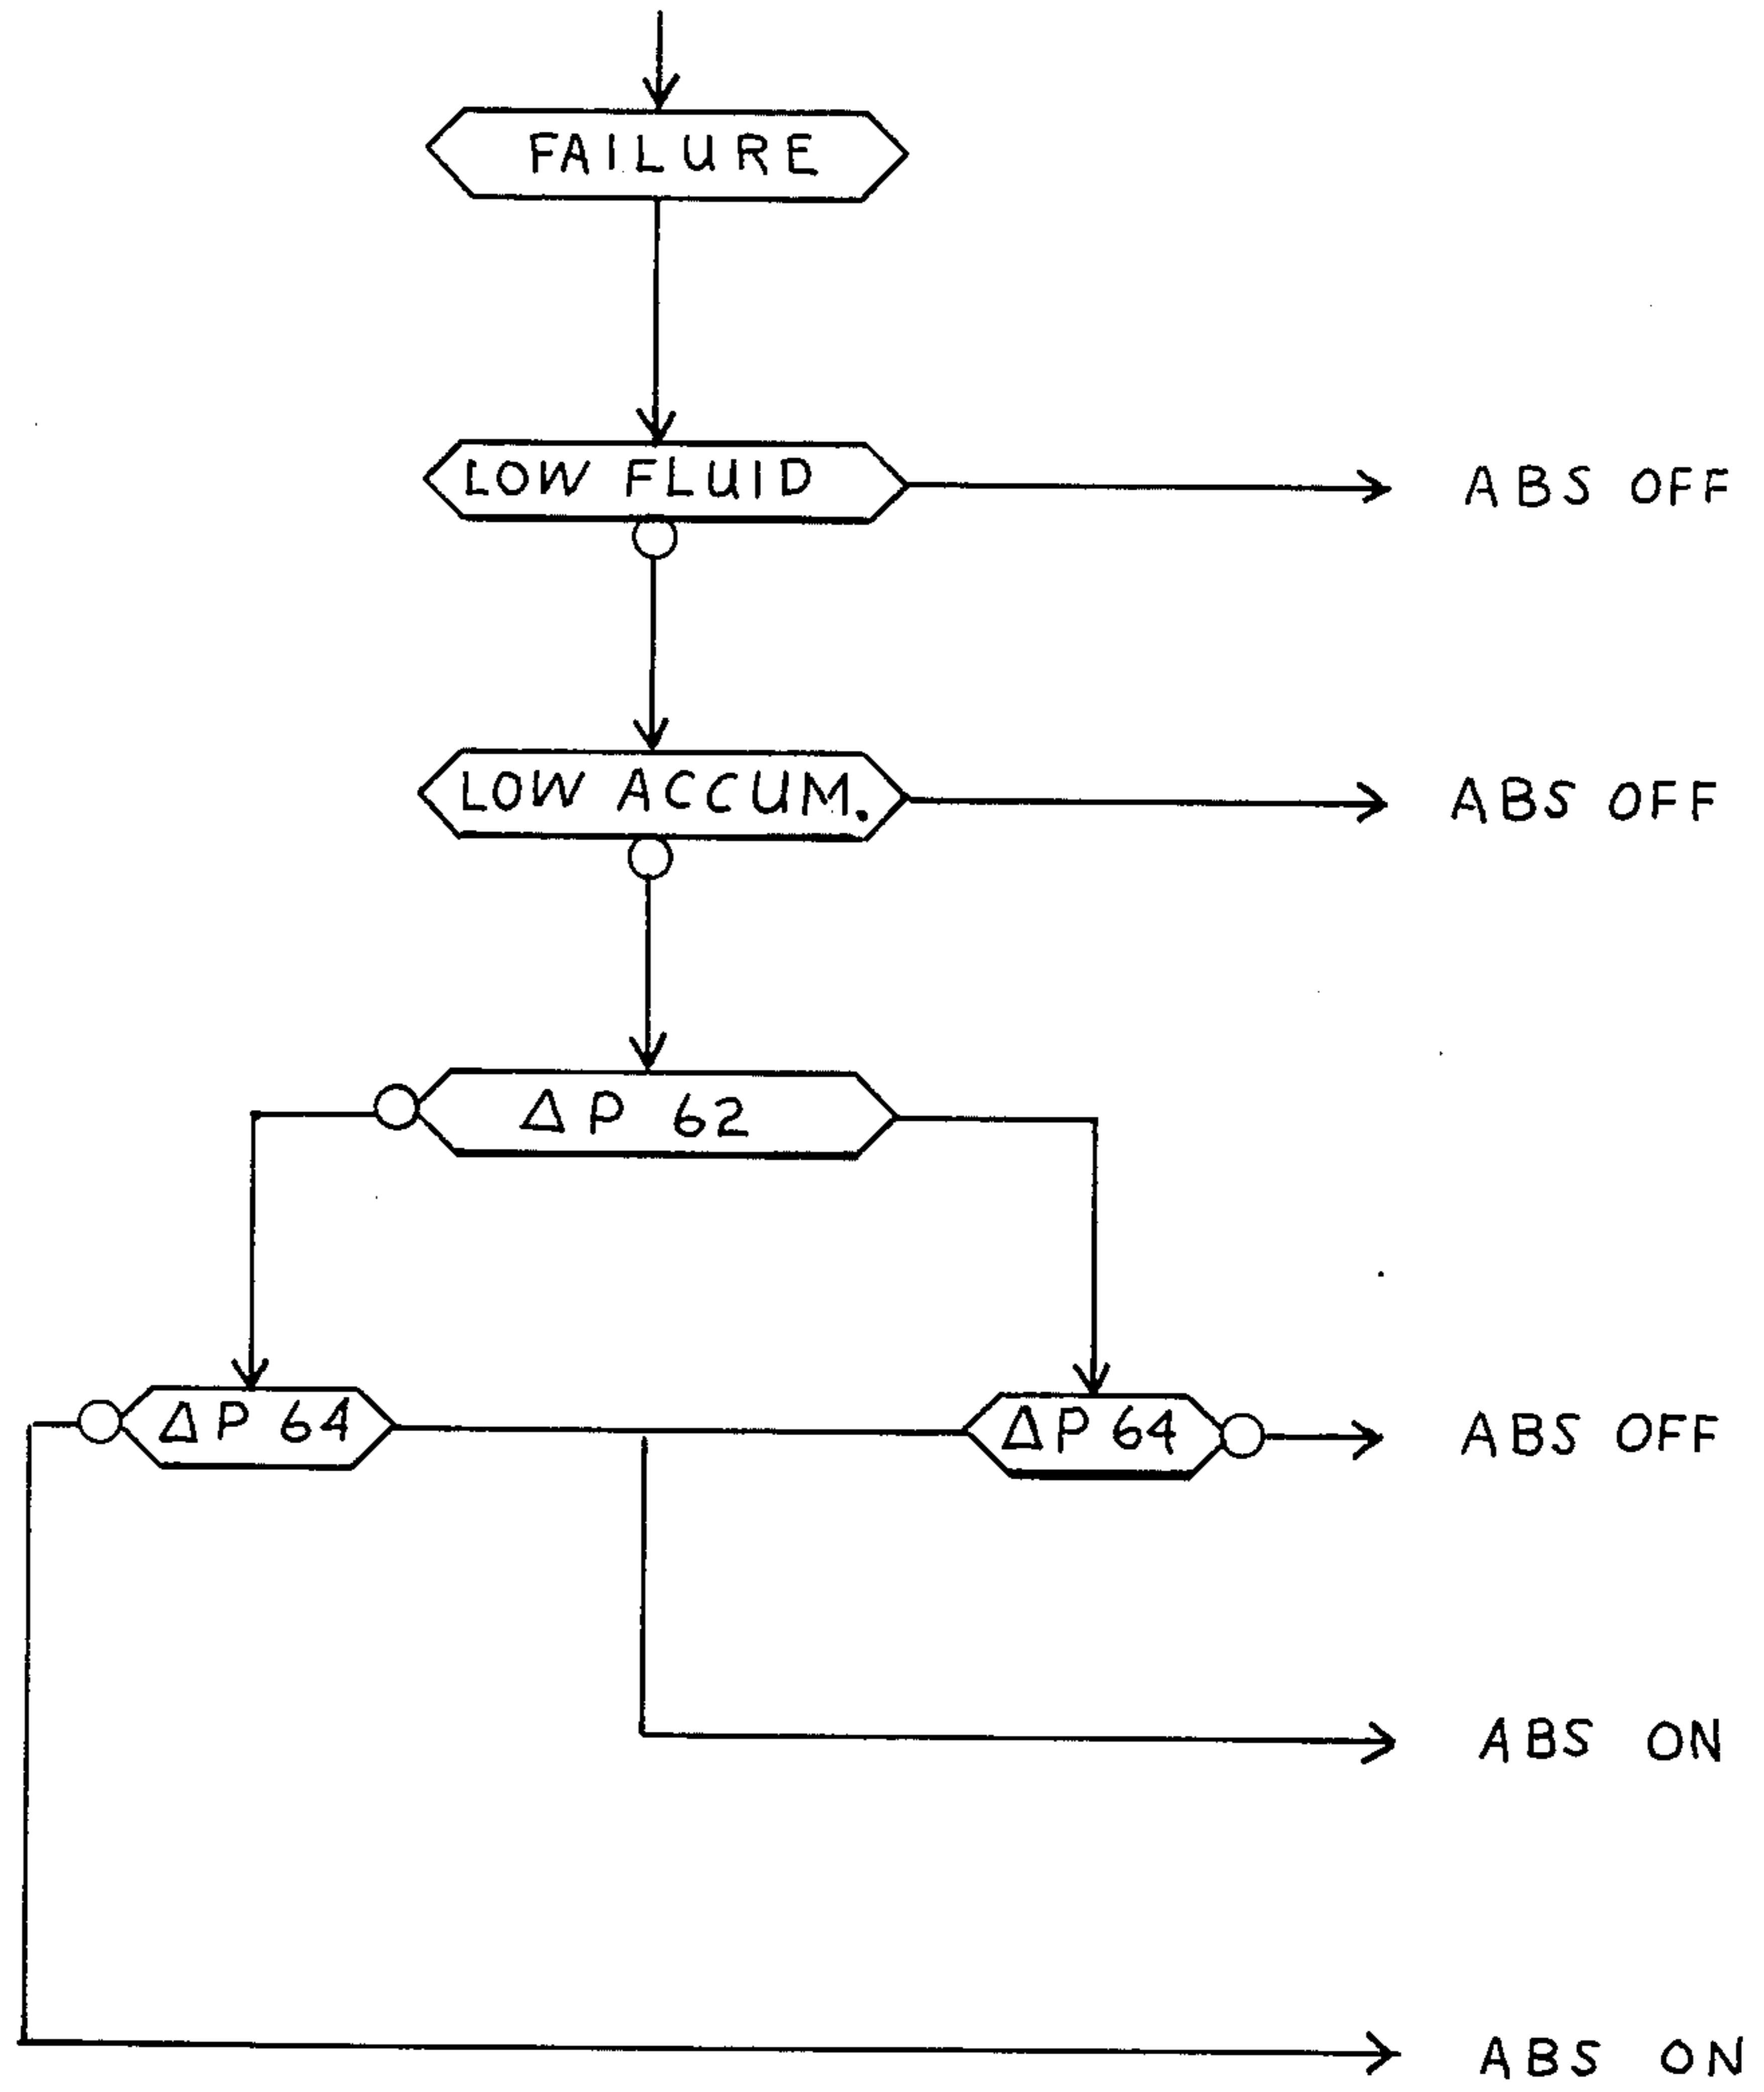 FAILURE
LOW FLUID
ABS OFF
LOW ACCUM.
ABS OFF
ΔP 62
ΔP 64
ΔP 64
ABS OFF
ABS ON
ABS ON